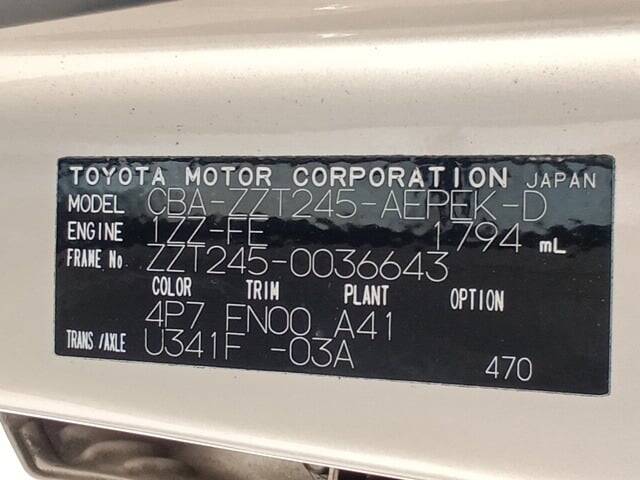 TOYOTA MOTOR CORPORATION JAPAN
MODEL CBA-ZZT245-AEPEK-D
ENGINE 1ZZ-FE 1794 mL
FRAME No. ZZT245-0036643
COLOR TRIM PLANT OPTION
4P7 FN00 A41
TRANS/AXLE U341F -03A
470